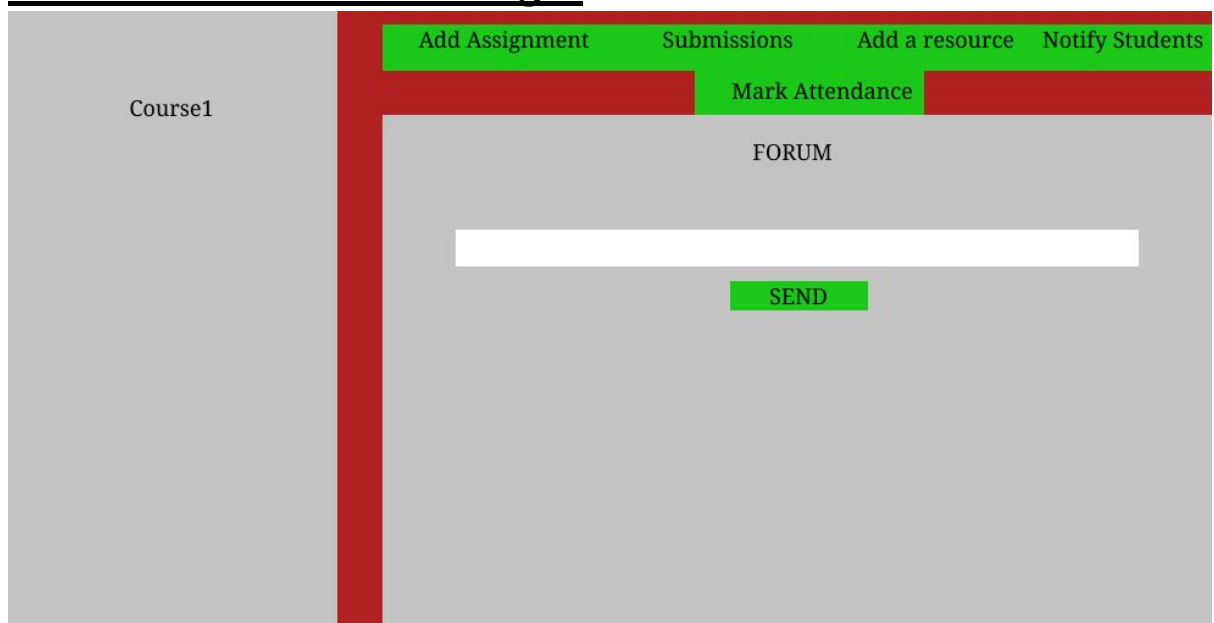 Course1
Add Assignment Submissions Add a resource Notify Students
Mark Attendance
FORUM
SEND